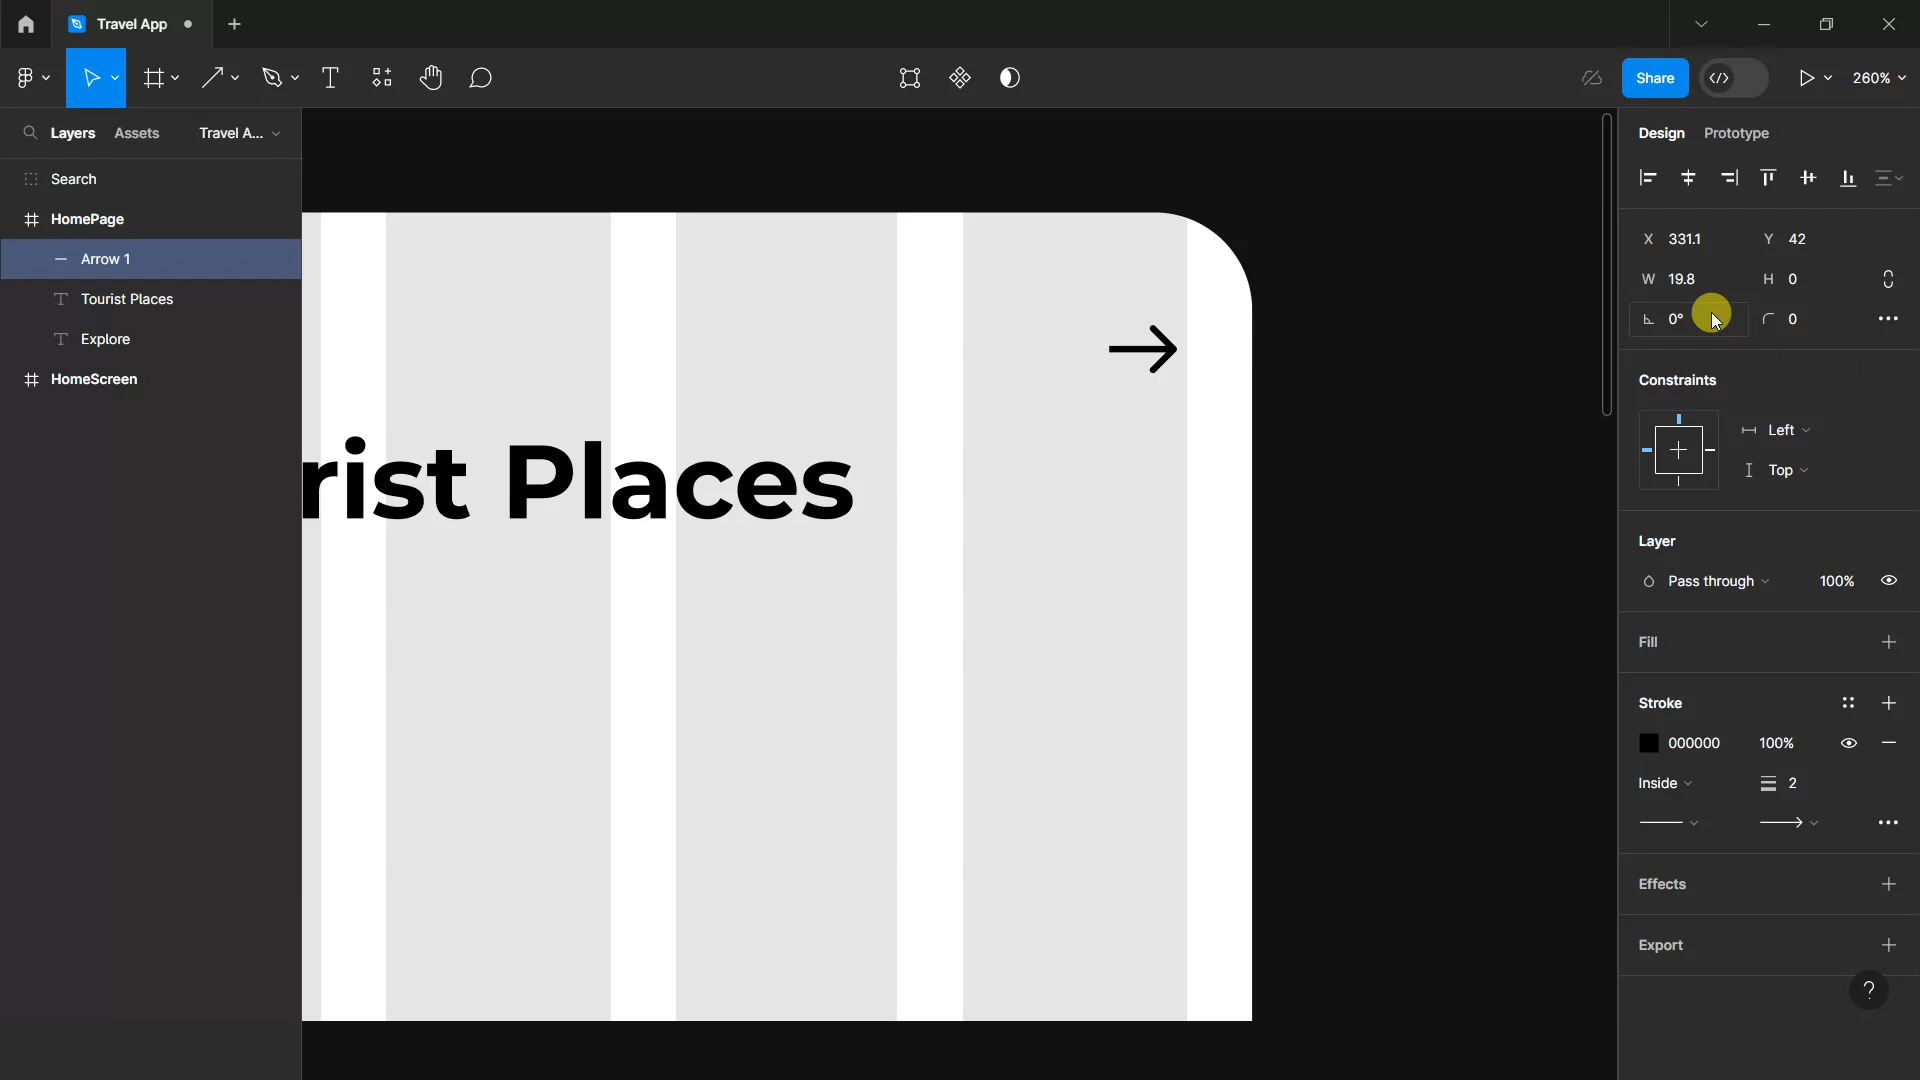 Travel App
Share
260%
Layers
Assets
Travel A...
Search
HomePage
Arrow 1
Tourist Places
Explore
HomeScreen
rist Places
Design
Prototype
X 331.1
Y 42
W 19.8
H 0
0°
0
Constraints
Left
Top
Layer
Pass through
100%
Fill
Stroke
000000
100%
Inside
2
Effects
Export
?